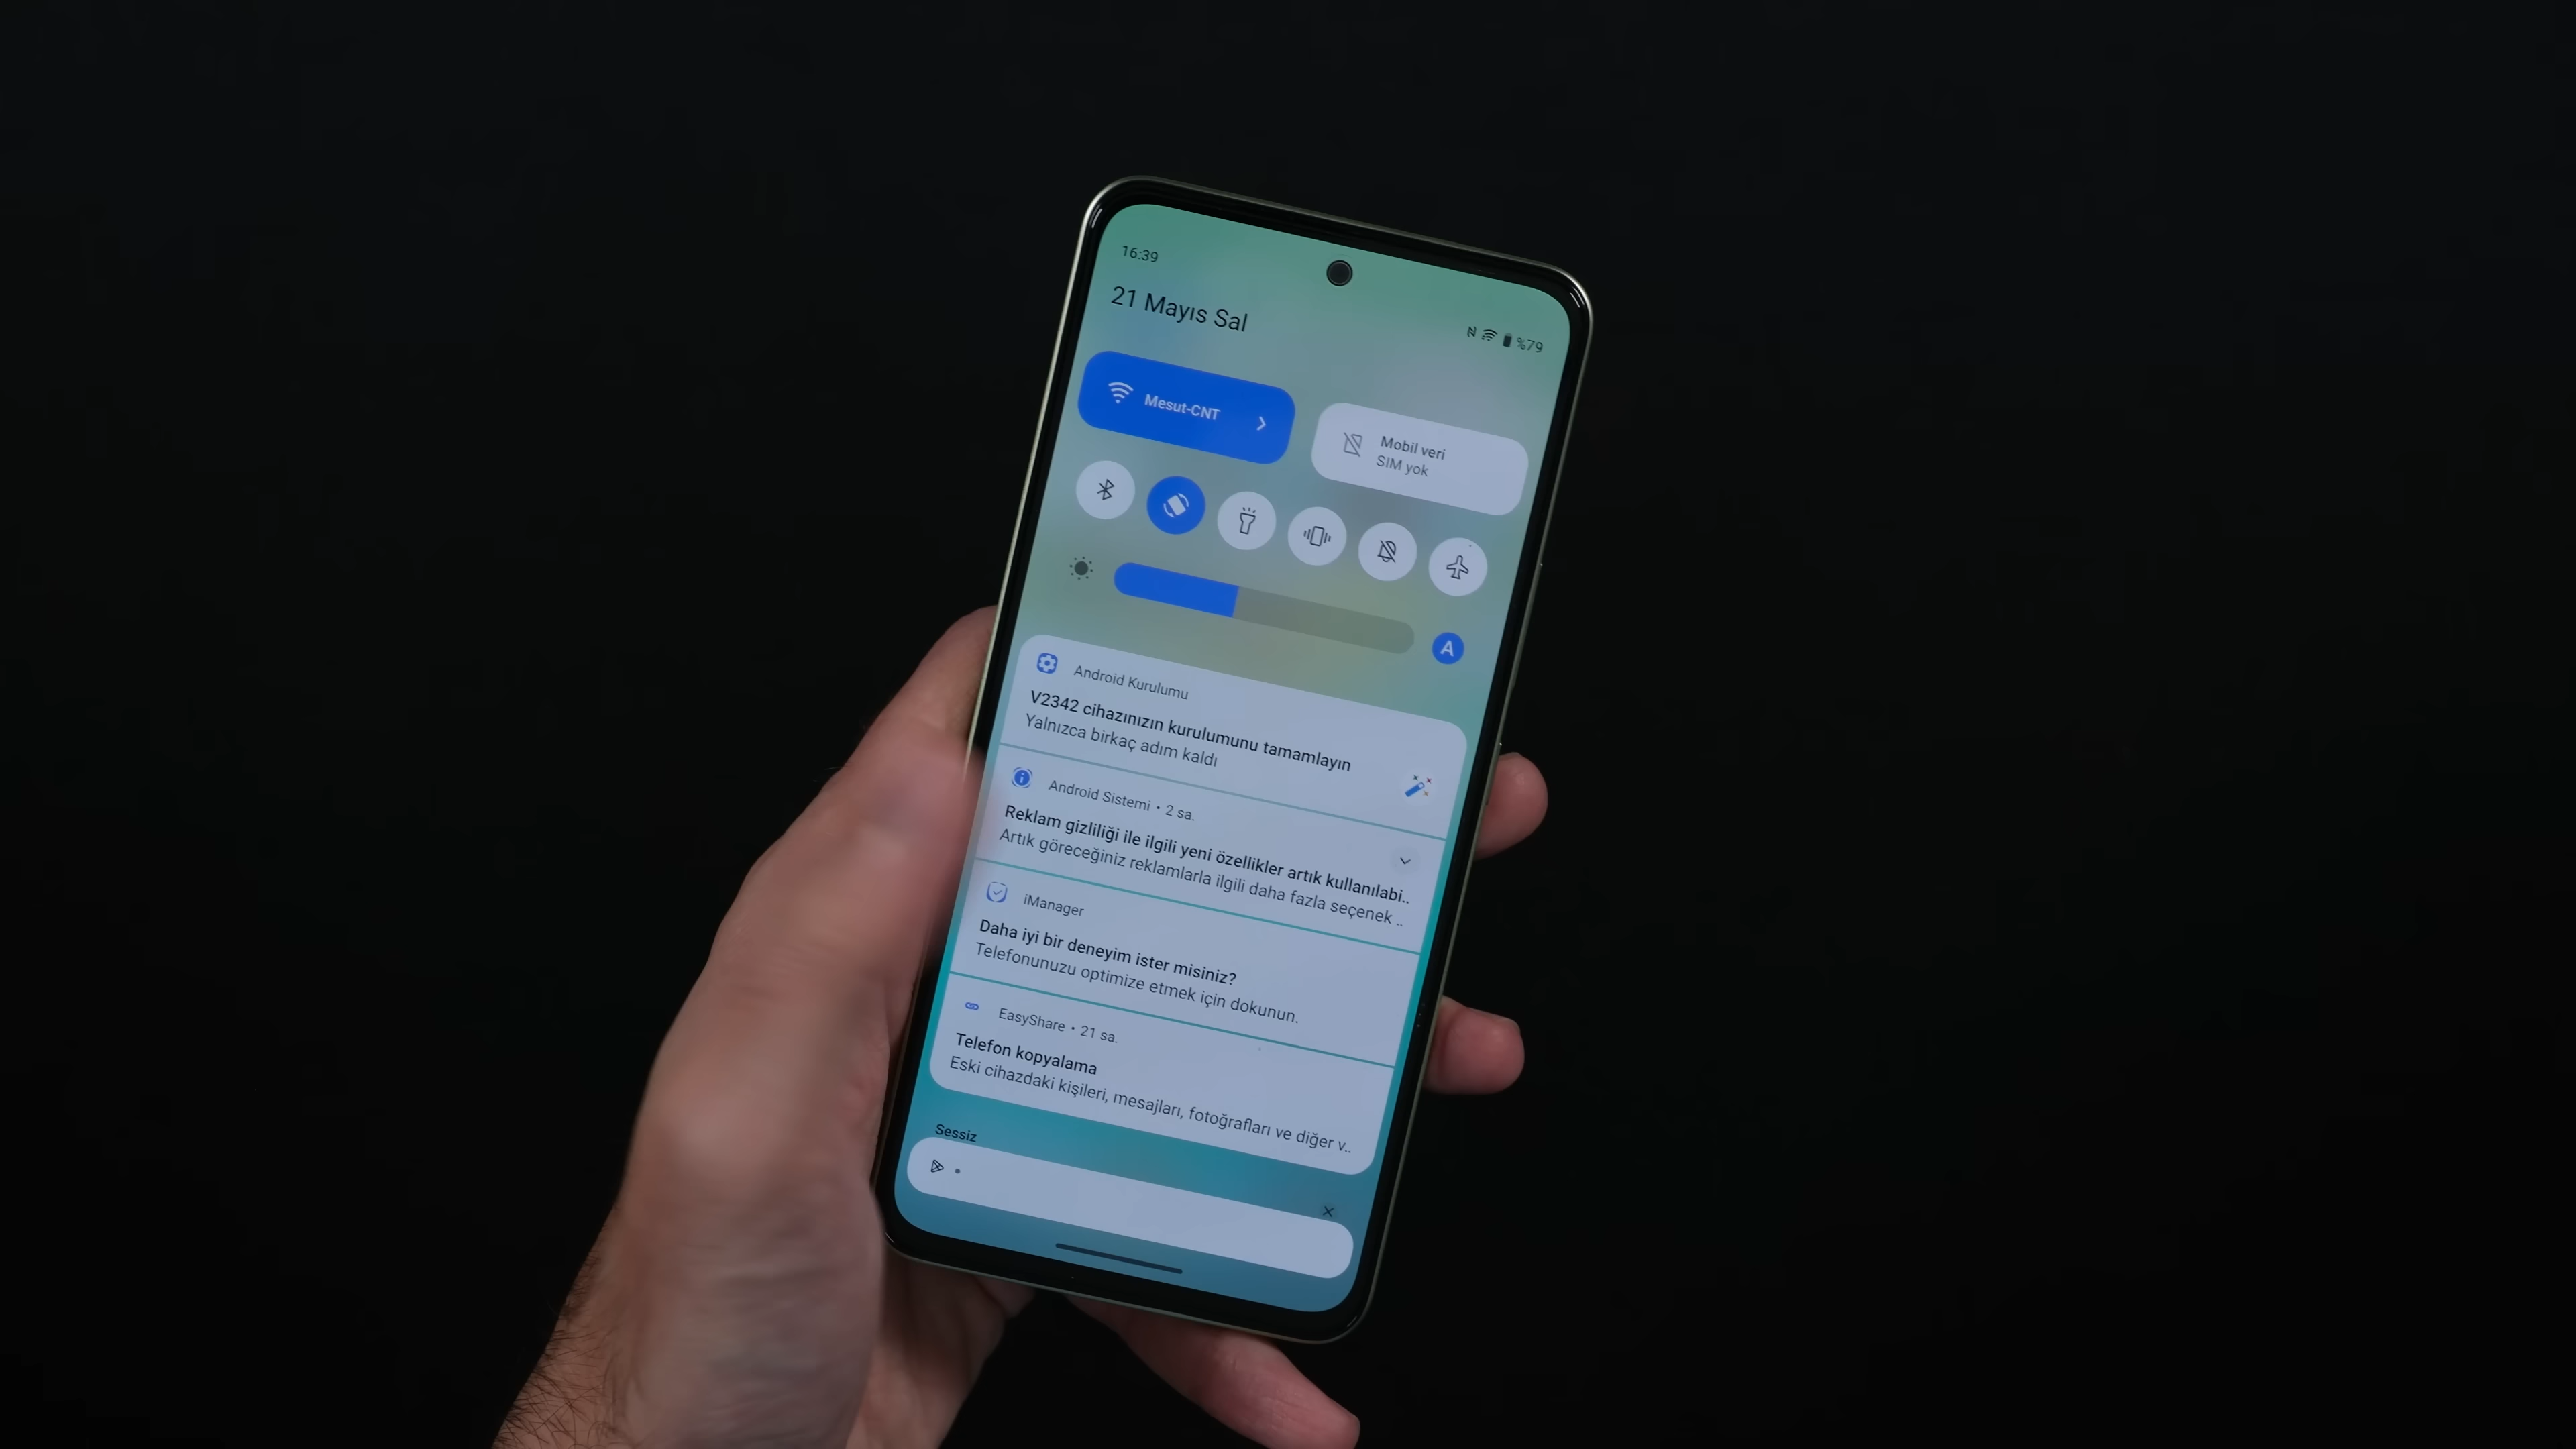 16:39
21 Mayıs Sal
%79
Mesut-CNT
Mobil veri
SIM yok
A
Android Kurulumu
V2342 cihazınızın kurulumunu tamamlayın
Yalnızca birkaç adım kaldı
Android Sistemi • 2 sa.
Reklam gizliliği ile ilgili yeni özellikler artık kullanılabi..
Artık göreceğiniz reklamlarla ilgili daha fazla seçenek ..
iManager
Daha iyi bir deneyim ister misiniz?
Telefonunuzu optimize etmek için dokunun.
EasyShare • 21 sa.
Telefon kopyalama
Eski cihazdaki kişileri, mesajları, fotoğrafları ve diğer v..
Sessiz